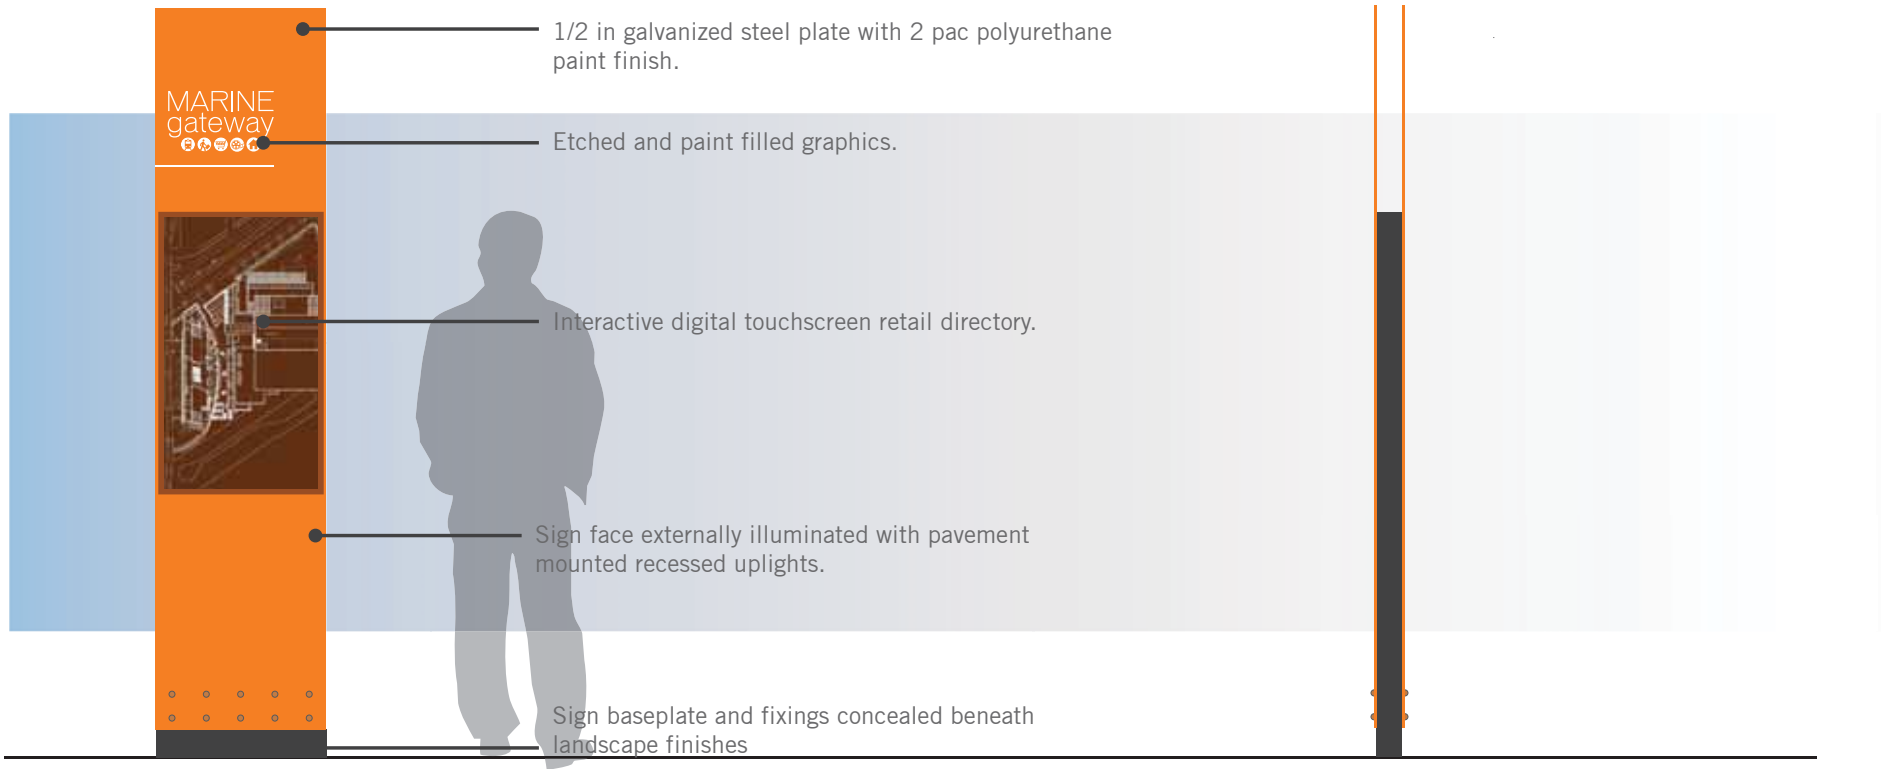 1/2 in galvanized steel plate with 2 pac polyurethane
paint finish.
MARINE
gateway
Etched and paint filled graphics.
Interactive digital touchscreen retail directory.
Sign face externally illuminated with pavement
mounted recessed uplights.
Sign baseplate and fixings concealed beneath
landscape finishes